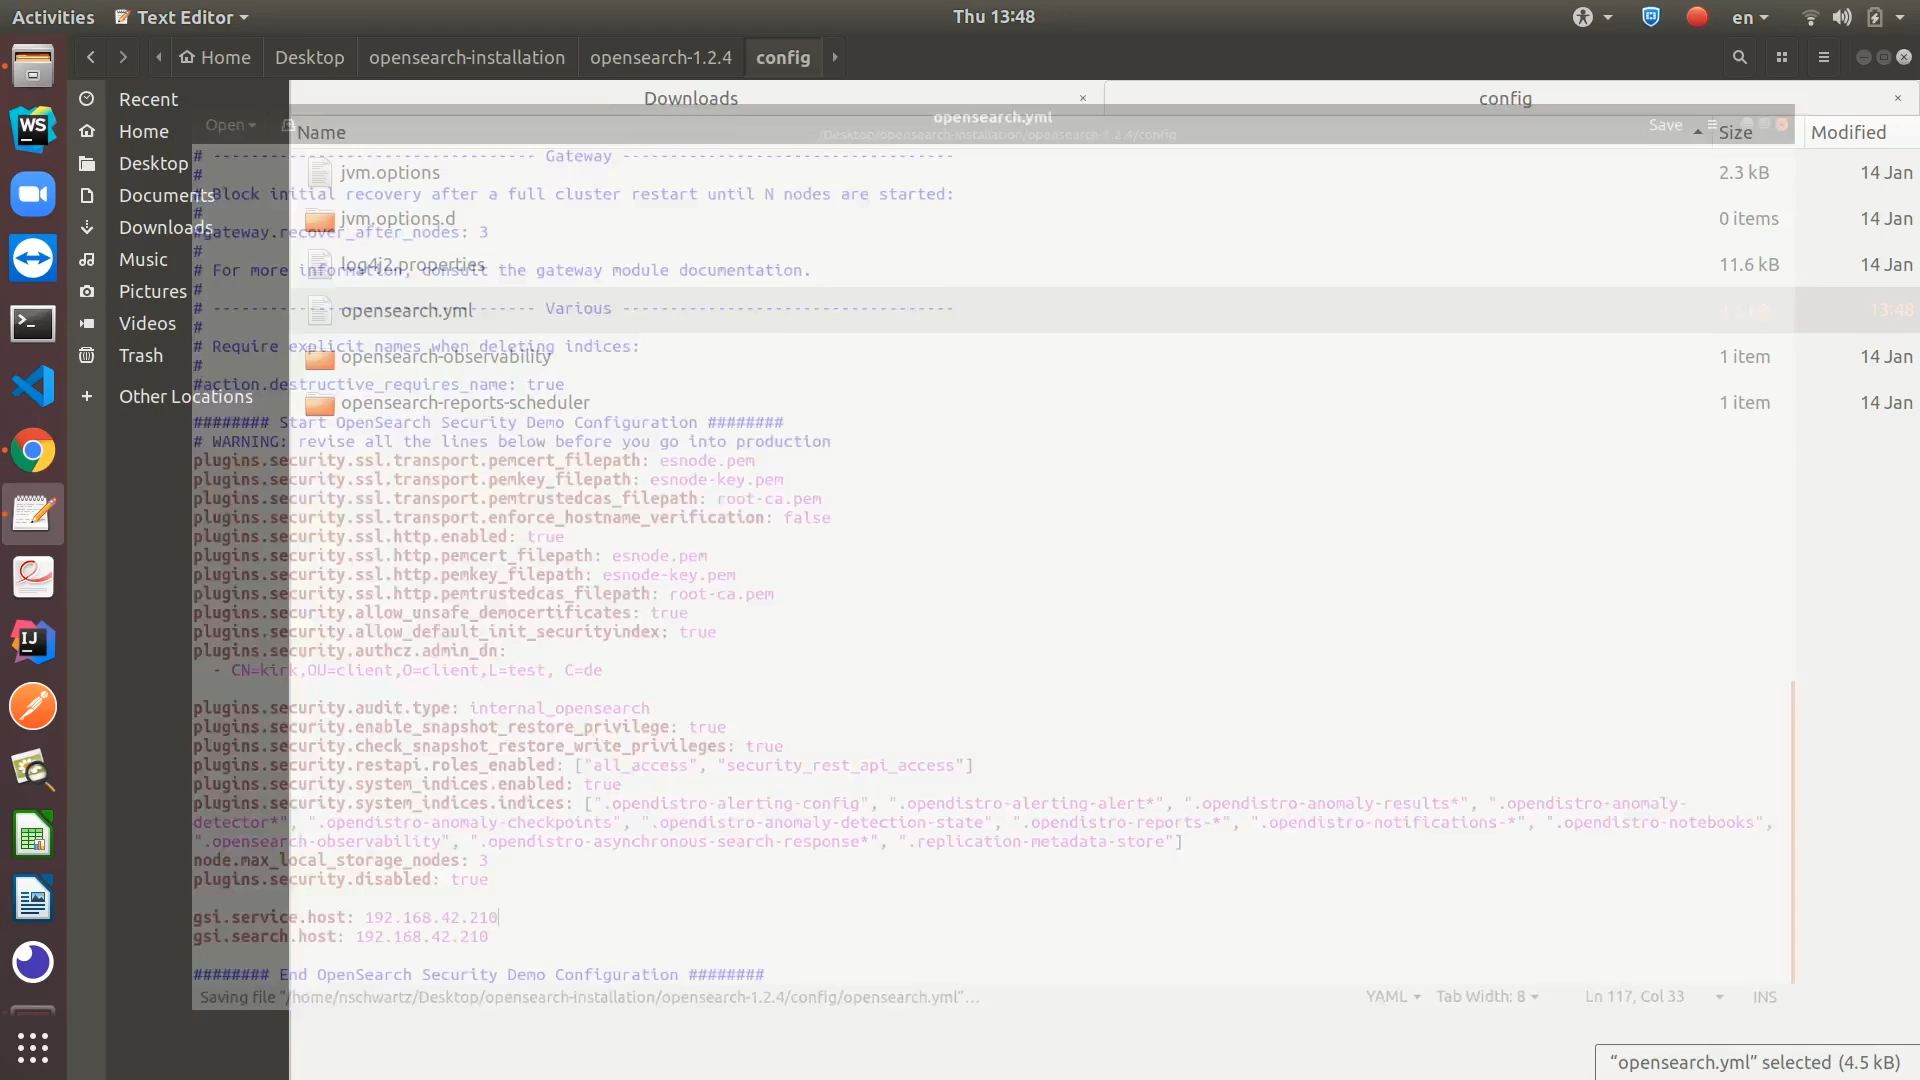 Activities Text Editor Thu 13:48 en
Home Desktop opensearch-installation opensearch-1.2.4 config
Recent
Home
Desktop
Documents
Downloads
Music
Pictures
Videos
Trash
Other Locations
Downloads × config ×
Name Size Modified
jvm.options 2.3 kB 14 Jan
jvm.options.d 0 items 14 Jan
log4j2.properties 11.6 kB 14 Jan
opensearch.yml 13:48
opensearch-observability 1 item 14 Jan
opensearch-reports-scheduler 1 item 14 Jan
Open opensearch.yml Save
~/Desktop/opensearch-installation/opensearch-1.2.4/config
# ---------------------------------- Gateway -----------------------------------
#
# Block initial recovery after a full cluster restart until N nodes are started:
#
#gateway.recover_after_nodes: 3
#
# For more information, consult the gateway module documentation.
#
# ---------------------------------- Various -----------------------------------
#
# Require explicit names when deleting indices:
#
#action.destructive_requires_name: true
######## Start OpenSearch Security Demo Configuration ########
# WARNING: revise all the lines below before you go into production
plugins.security.ssl.transport.pemcert_filepath: esnode.pem
plugins.security.ssl.transport.pemkey_filepath: esnode-key.pem
plugins.security.ssl.transport.pemtrustedcas_filepath: root-ca.pem
plugins.security.ssl.transport.enforce_hostname_verification: false
plugins.security.ssl.http.enabled: true
plugins.security.ssl.http.pemcert_filepath: esnode.pem
plugins.security.ssl.http.pemkey_filepath: esnode-key.pem
plugins.security.ssl.http.pemtrustedcas_filepath: root-ca.pem
plugins.security.allow_unsafe_democertificates: true
plugins.security.allow_default_init_securityindex: true
plugins.security.authcz.admin_dn:
  - CN=kirk,OU=client,O=client,L=test, C=de
plugins.security.audit.type: internal_opensearch
plugins.security.enable_snapshot_restore_privilege: true
plugins.security.check_snapshot_restore_write_privileges: true
plugins.security.restapi.roles_enabled: ["all_access", "security_rest_api_access"]
plugins.security.system_indices.enabled: true
plugins.security.system_indices.indices: [".opendistro-alerting-config", ".opendistro-alerting-alert*", ".opendistro-anomaly-results*", ".opendistro-anomaly-
detector*", ".opendistro-anomaly-checkpoints", ".opendistro-anomaly-detection-state", ".opendistro-reports-*", ".opendistro-notifications-*", ".opendistro-notebooks",
".opensearch-observability", ".opendistro-asynchronous-search-response*", ".replication-metadata-store"]
node.max_local_storage_nodes: 3
plugins.security.disabled: true
gsi.service.host: 192.168.42.210
gsi.search.host: 192.168.42.210
######## End OpenSearch Security Demo Configuration ########
Saving file "/home/nschwartz/Desktop/opensearch-installation/opensearch-1.2.4/config/opensearch.yml"… YAML Tab Width: 8 Ln 117, Col 33 INS
"opensearch.yml" selected (4.5 kB)
WS
IJ